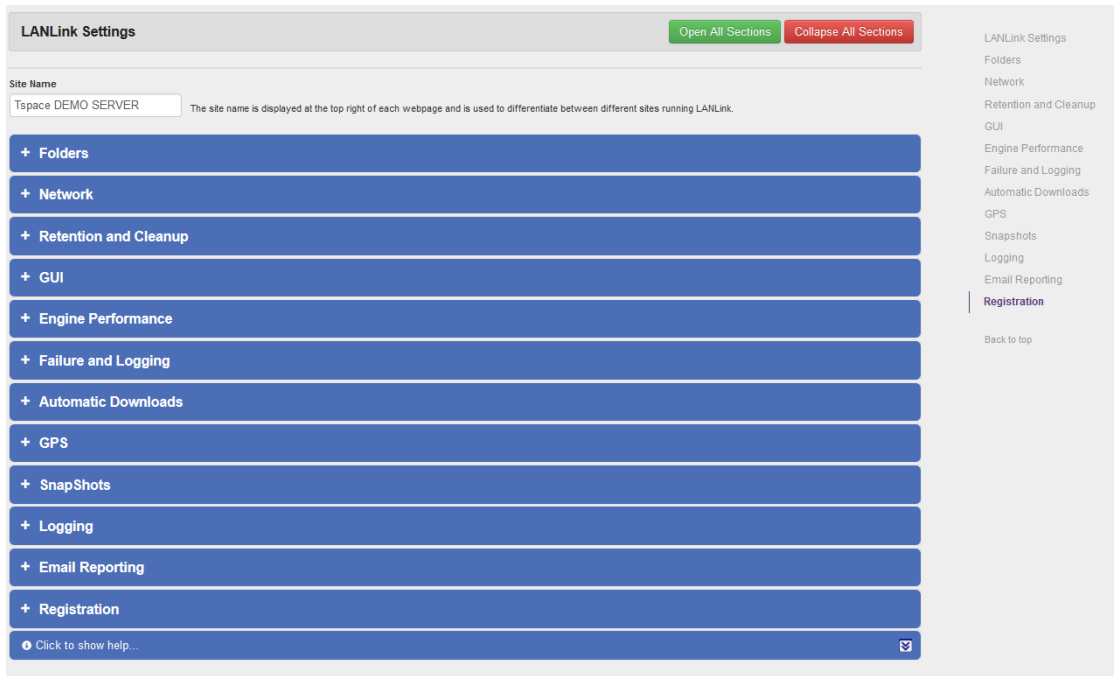 LANLink Settings
Open All Sections
Collapse All Sections
Site Name
Tspace DEMO SERVER
The site name is displayed at the top right of each webpage and is used to differentiate between different sites running LANLink.
+ Folders
+ Network
+ Retention and Cleanup
+ GUI
+ Engine Performance
+ Failure and Logging
+ Automatic Downloads
+ GPS
+ SnapShots
+ Logging
+ Email Reporting
+ Registration
Click to show help...
LANLink Settings
Folders
Network
Retention and Cleanup
GUI
Engine Performance
Failure and Logging
Automatic Downloads
GPS
Snapshots
Logging
Email Reporting
Registration
Back to top